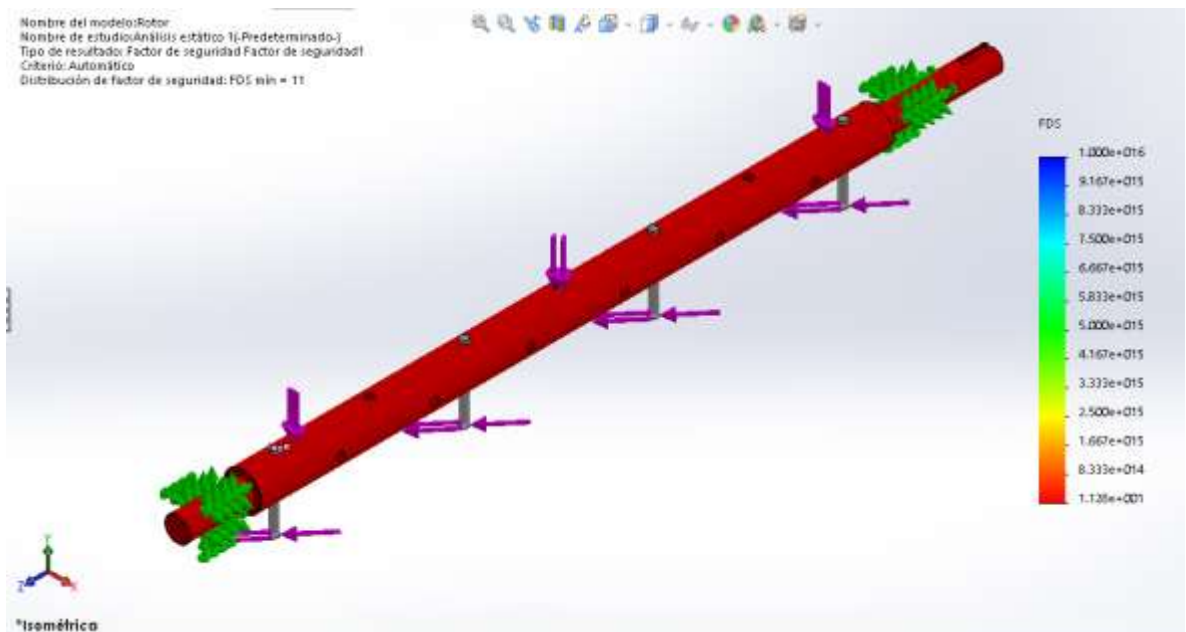 Nombre del modelo:Rotor
Nombre de estudio:Análisis estático 1(-Predeterminado-)
Tipo de resultado: Factor de seguridad Factor de seguridad1
Criterio: Automático
Distribución de factor de seguridad: FDS mín = 11
FDS
1.000e+016
9.167e+015
8.333e+015
7.500e+015
6.667e+015
5.833e+015
5.000e+015
4.167e+015
3.333e+015
2.500e+015
1.667e+015
8.333e+014
1.128e+001
Y
Z
X
*Isométrica